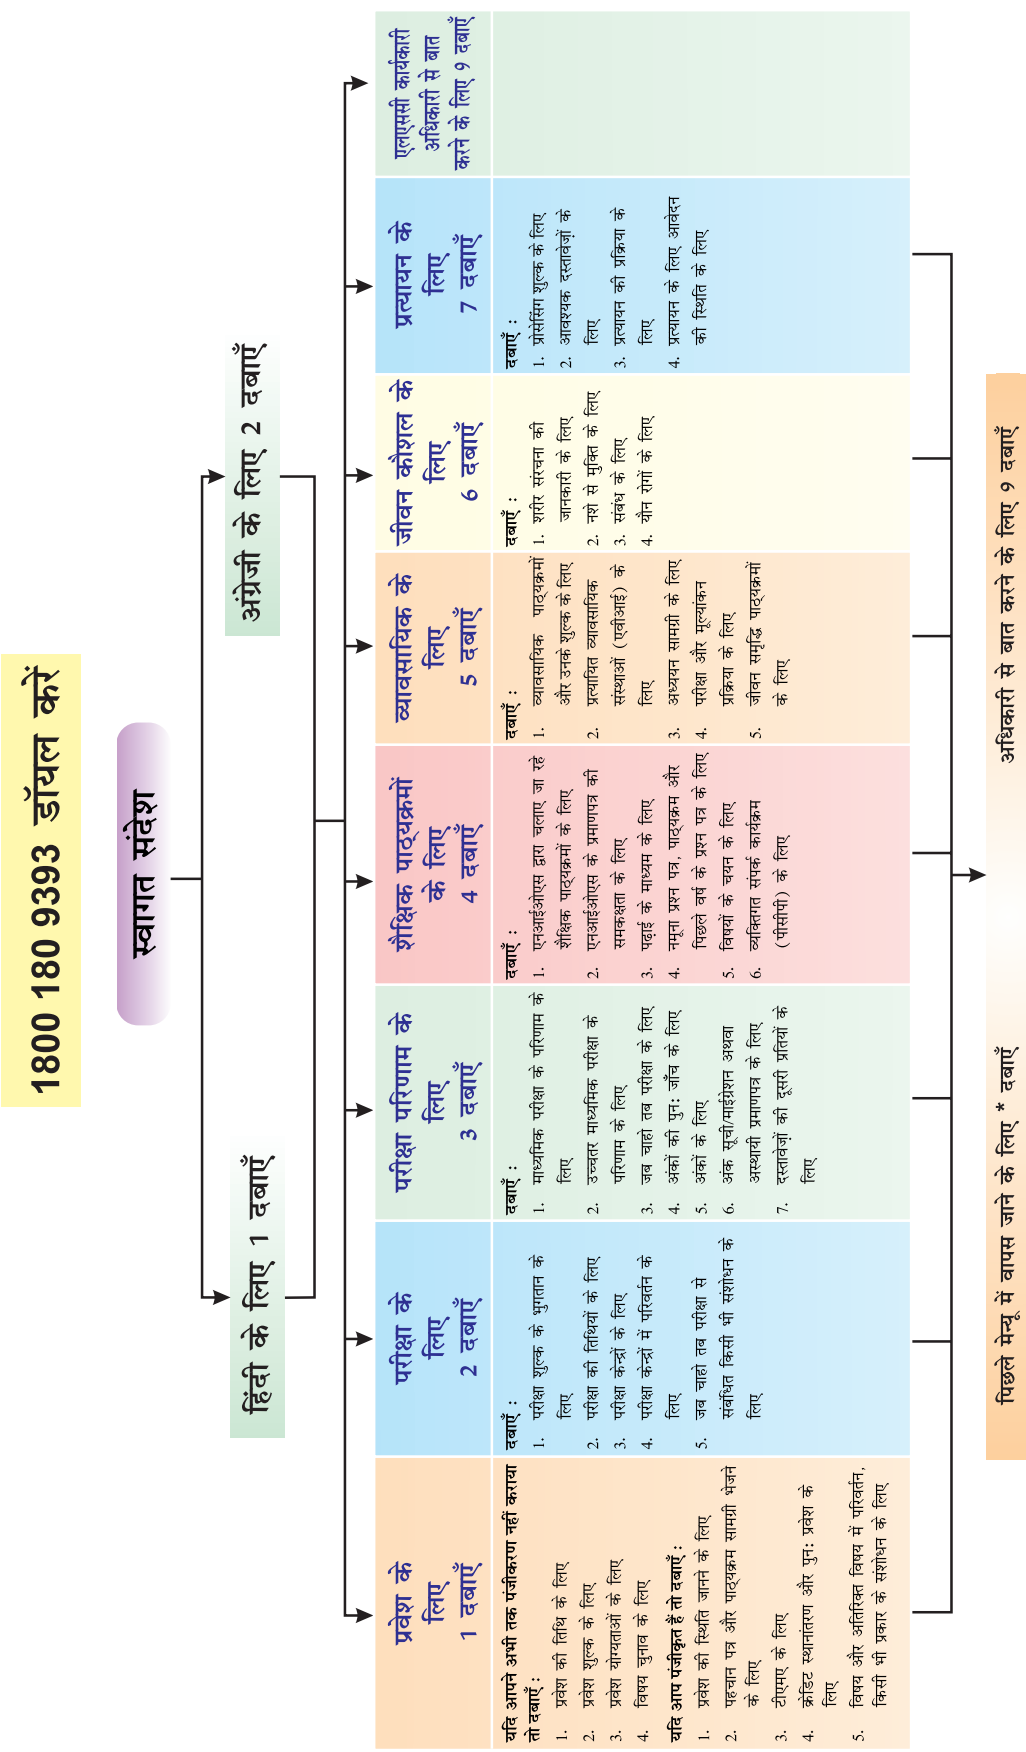 1800 180 9393 डॉयल करें
स्वागत संदेश
हिंदी के लिए 1 दबाएँ
अंग्रेजी के लिए 2 दबाएँ
प्रवेश के
लिए
1 दबाएँ
यदि आपने अभी तक पंजीकरण नहीं कराया
तो दबाएँ :
1. प्रवेश की तिथि के लिए
2. प्रवेश शुल्क के लिए
3. प्रवेश योग्यताओं के लिए
4. विषय चुनाव के लिए
यदि आप पंजीकृत हैं तो दबाएँ :
1. प्रवेश की स्थिति जानने के लिए
2. पहचान पत्र और पाठ्यक्रम सामग्री भेजने
के लिए
3. टीएमए के लिए
4. क्रेडिट स्थानांतरण और पुन: प्रवेश के
लिए
5. विषय और अतिरिक्त विषय में परिवर्तन,
किसी भी प्रकार के संशोधन के लिए
परीक्षा के
लिए
2 दबाएँ
दबाएँ :
1. परीक्षा शुल्क के भुगतान के
लिए
2. परीक्षा की तिथियों के लिए
3. परीक्षा केन्द्रों के लिए
4. परीक्षा केन्द्रों में परिवर्तन के
लिए
5. जब चाहो तब परीक्षा से
संबंधित किसी भी संशोधन के
लिए
परीक्षा परिणाम के
लिए
3 दबाएँ
दबाएँ :
1. माध्यमिक परीक्षा के परिणाम के
लिए
2. उच्चतर माध्यमिक परीक्षा के
परिणाम के लिए
3. जब चाहो तब परीक्षा के लिए
4. अंकों की पुन: जाँच के लिए
5. अंकों के लिए
6. अंक सूची/माईग्रेशन अथवा
अस्थायी प्रमाणपत्र के लिए
7. दस्तावेज़ों की दूसरी प्रतियों के
लिए
शैक्षिक पाठ्यक्रमों
के लिए
4 दबाएँ
दबाएँ :
1. एनआईओएस द्वारा चलाए जा रहे
शैक्षिक पाठ्यक्रमों के लिए
2. एनआईओएस के प्रमाणपत्र की
समकक्षता के लिए
3. पढ़ाई के माध्यम के लिए
4. नमूना प्रश्न पत्र, पाठ्यक्रम और
पिछले वर्ष के प्रश्न पत्र के लिए
5. विषयों के चयन के लिए
6. व्यक्तिगत संपर्क कार्यक्रम
(पीसीपी) के लिए
व्यावसायिक के
लिए
5 दबाएँ
दबाएँ :
1. व्यावसायिक पाठ्यक्रमों
और उनके शुल्क के लिए
2. प्रत्यायित व्यावसायिक
संस्थाओं (एवीआई) के
लिए
3. अध्ययन सामग्री के लिए
4. परीक्षा और मूल्यांकन
प्रक्रिया के लिए
5. जीवन समृद्धि पाठ्यक्रमों
के लिए
जीवन कौशल के
लिए
6 दबाएँ
दबाएँ :
1. शरीर संरचना की
जानकारी के लिए
2. नशे से मुक्ति के लिए
3. संबंध के लिए
4. यौन रोगों के लिए
प्रत्यायन के
लिए
7 दबाएँ
दबाएँ :
1. प्रोसेसिंग शुल्क के लिए
2. आवश्यक दस्तावेज़ों के
लिए
3. प्रत्यायन की प्रक्रिया के
लिए
4. प्रत्यायन के लिए आवेदन
की स्थिति के लिए
एलएससी कार्यकारी
अधिकारी से बात
करने के लिए 9 दबाएँ
पिछले मेन्यू में वापस जाने के लिए * दबाएँ
अधिकारी से बात करने के लिए 9 दबाएँ